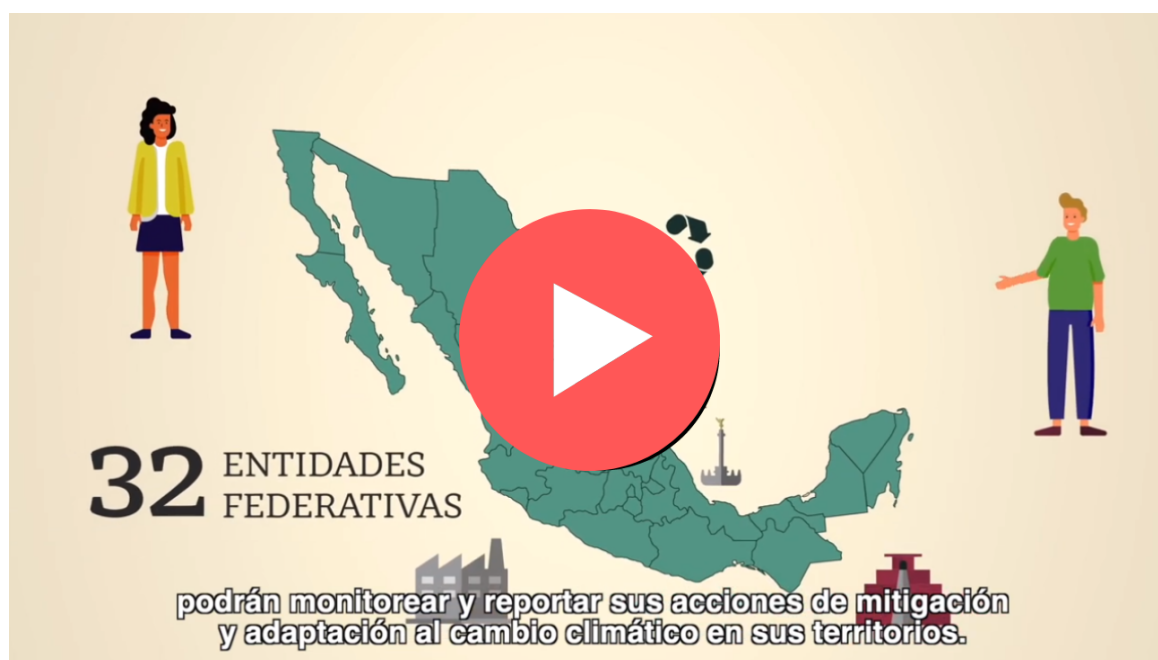 32 ENTIDADES
FEDERATIVAS
podrán monitorear y reportar sus acciones de mitigación
y adaptación al cambio climático en sus territorios.